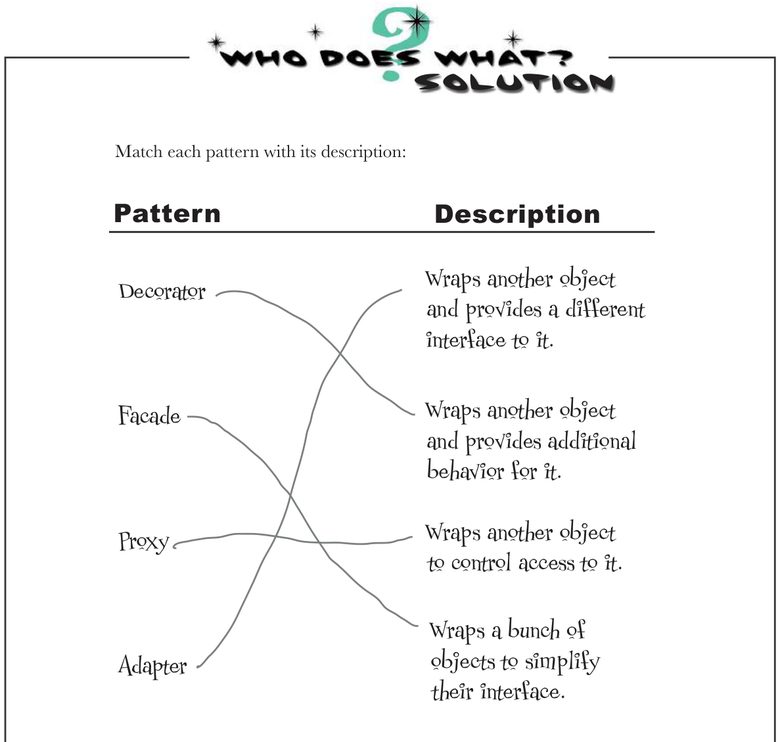 WHO DOES WHAT?
SOLUTION
Match each pattern with its description:
Pattern
Description
Decorator
Wraps another object
and provides a different
interface to it.
Facade
Wraps another object
and provides additional
behavior for it.
Proxy
Wraps another object
to control access to it.
Adapter
Wraps a bunch of
objects to simplify
their interface.